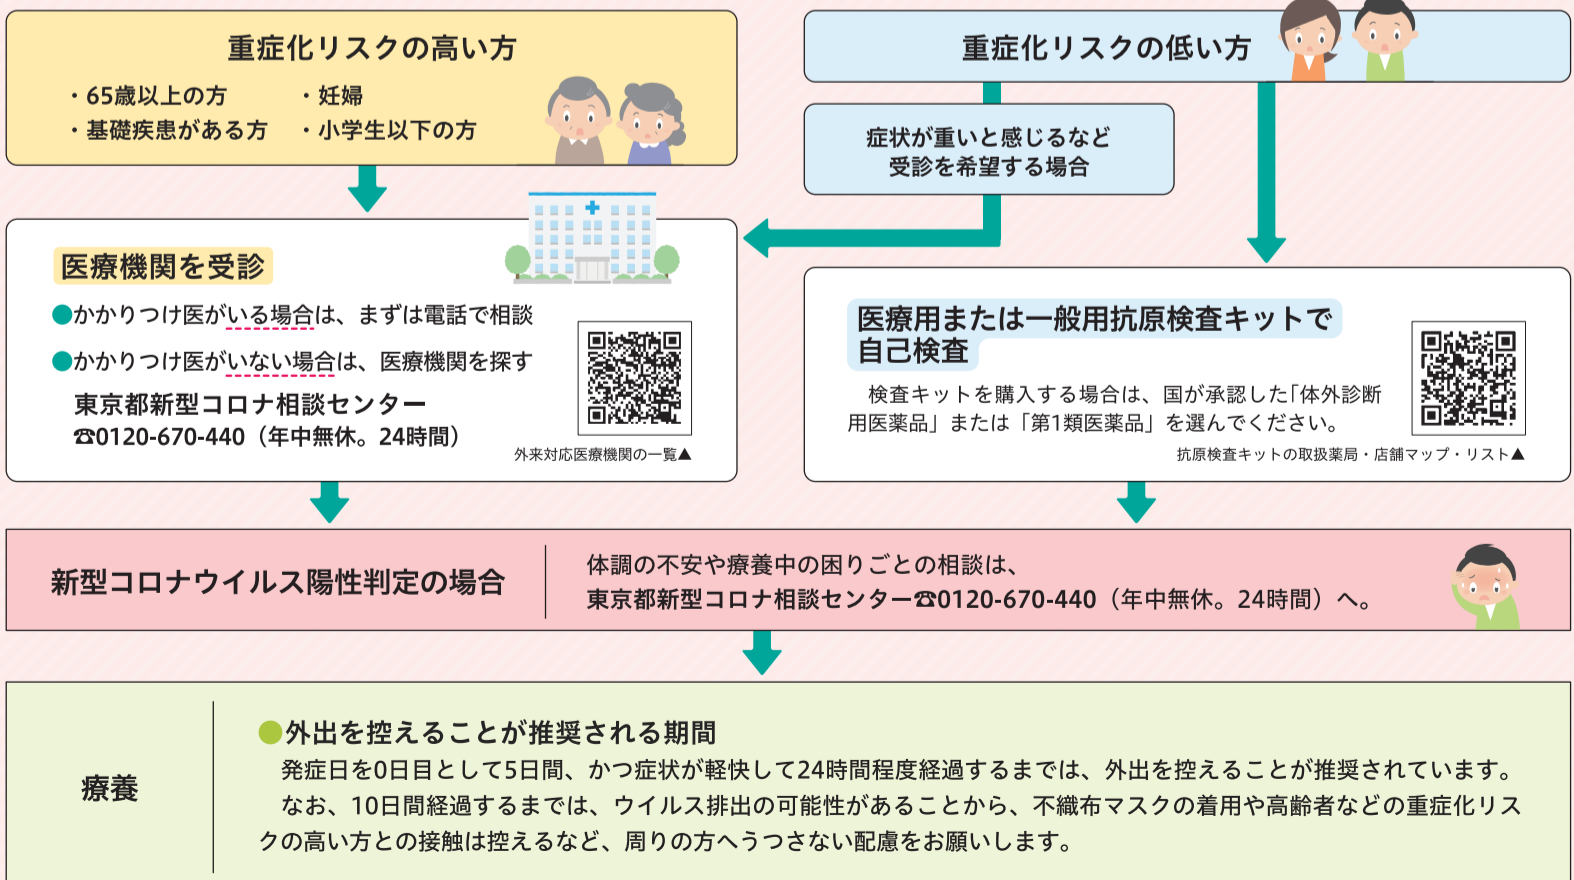 重症化リスクの高い方
・65歳以上の方　・妊婦
・基礎疾患がある方　・小学生以下の方
重症化リスクの低い方
症状が重いと感じるなど
受診を希望する場合
医療機関を受診
●かかりつけ医がいる場合は、まずは電話で相談
●かかりつけ医がいない場合は、医療機関を探す
東京都新型コロナ相談センター
☎0120-670-440（年中無休。24時間）
外来対応医療機関の一覧▲
医療用または一般用抗原検査キットで
自己検査
検査キットを購入する場合は、国が承認した「体外診断
用医薬品」または「第1類医薬品」を選んでください。
抗原検査キットの取扱薬局・店舗マップ・リスト▲
新型コロナウイルス陽性判定の場合
体調の不安や療養中の困りごとの相談は、
東京都新型コロナ相談センター☎0120-670-440（年中無休。24時間）へ。
療養
●外出を控えることが推奨される期間
発症日を0日目として5日間、かつ症状が軽快して24時間程度経過するまでは、外出を控えることが推奨されています。
なお、10日間経過するまでは、ウイルス排出の可能性があることから、不織布マスクの着用や高齢者などの重症化リス
クの高い方との接触は控えるなど、周りの方へうつさない配慮をお願いします。